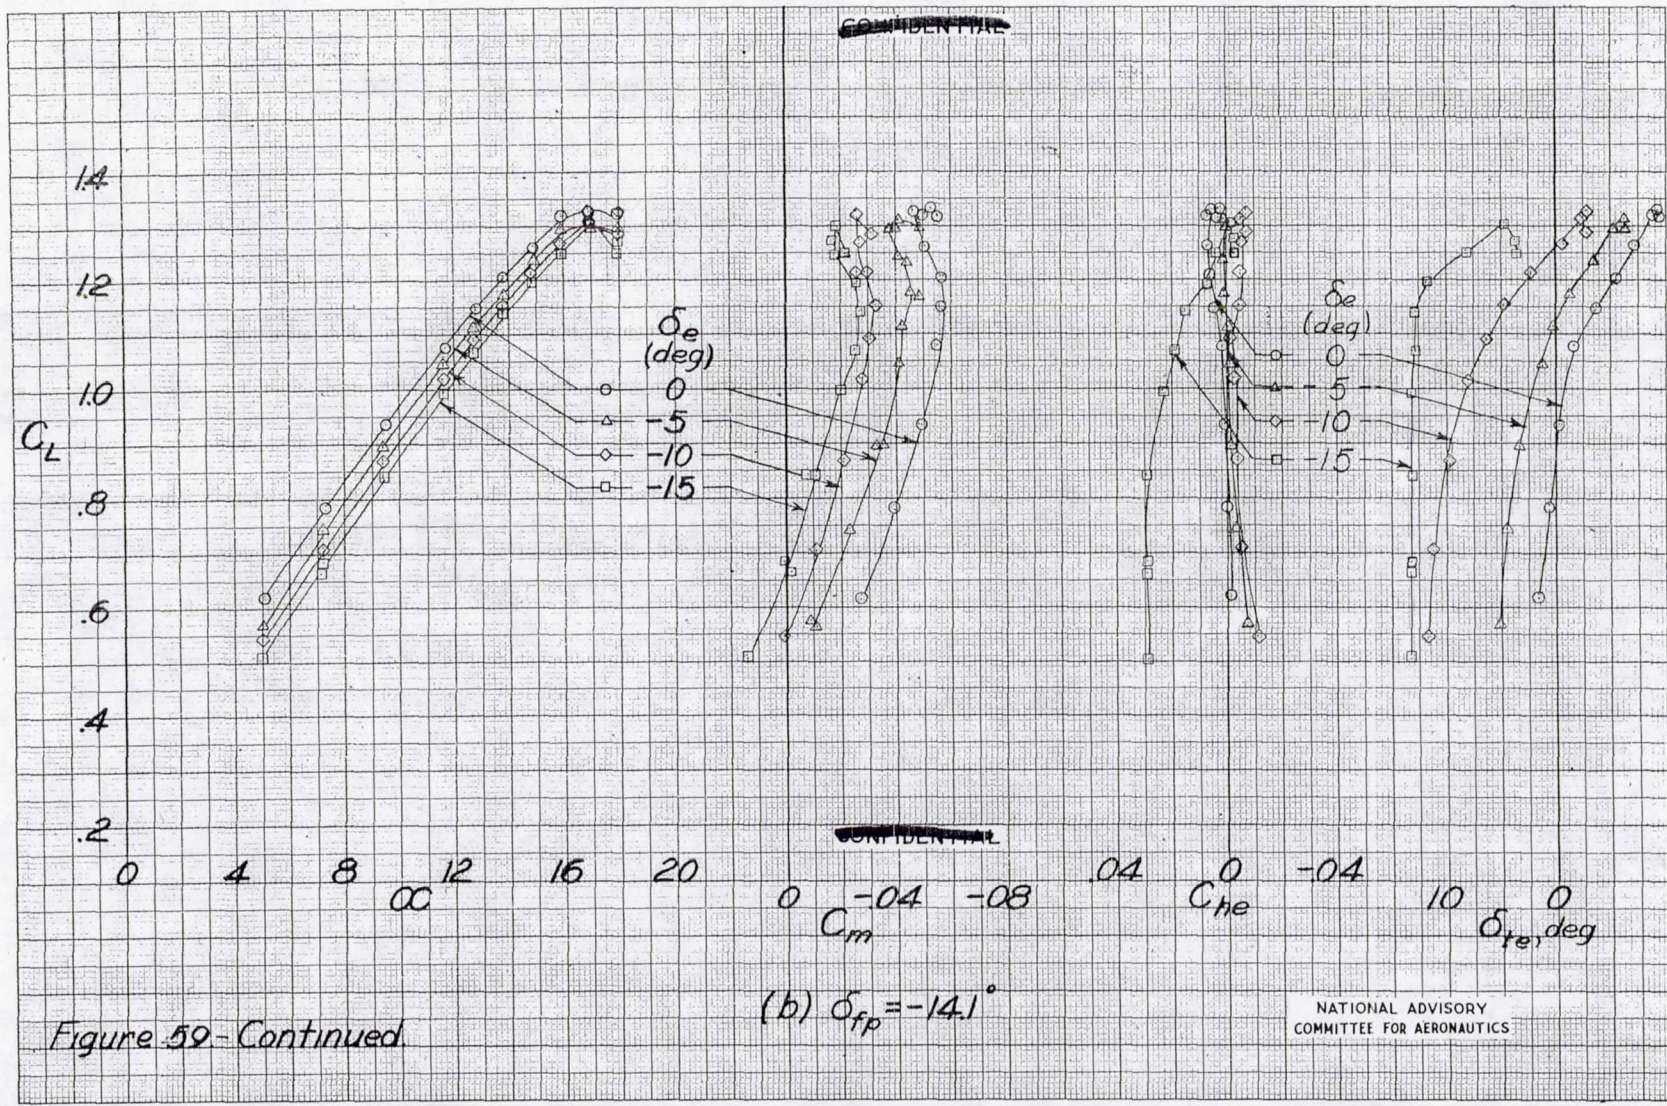 CONFIDENTIAL
1.4
1.2
1.0
.8
.6
.4
.2
C_L
δ_e
(deg)
0
-5
-10
-15
δ_e
(deg)
0
-5
-10
-15
CONFIDENTIAL
0 4 8 12 16 20
α
0 -.04 -.08
C_m
.04 0 -.04
C_he
10 0
δ_te, deg
(b) δ_fp = -14.1°
Figure 59.- Continued.
NATIONAL ADVISORY
COMMITTEE FOR AERONAUTICS